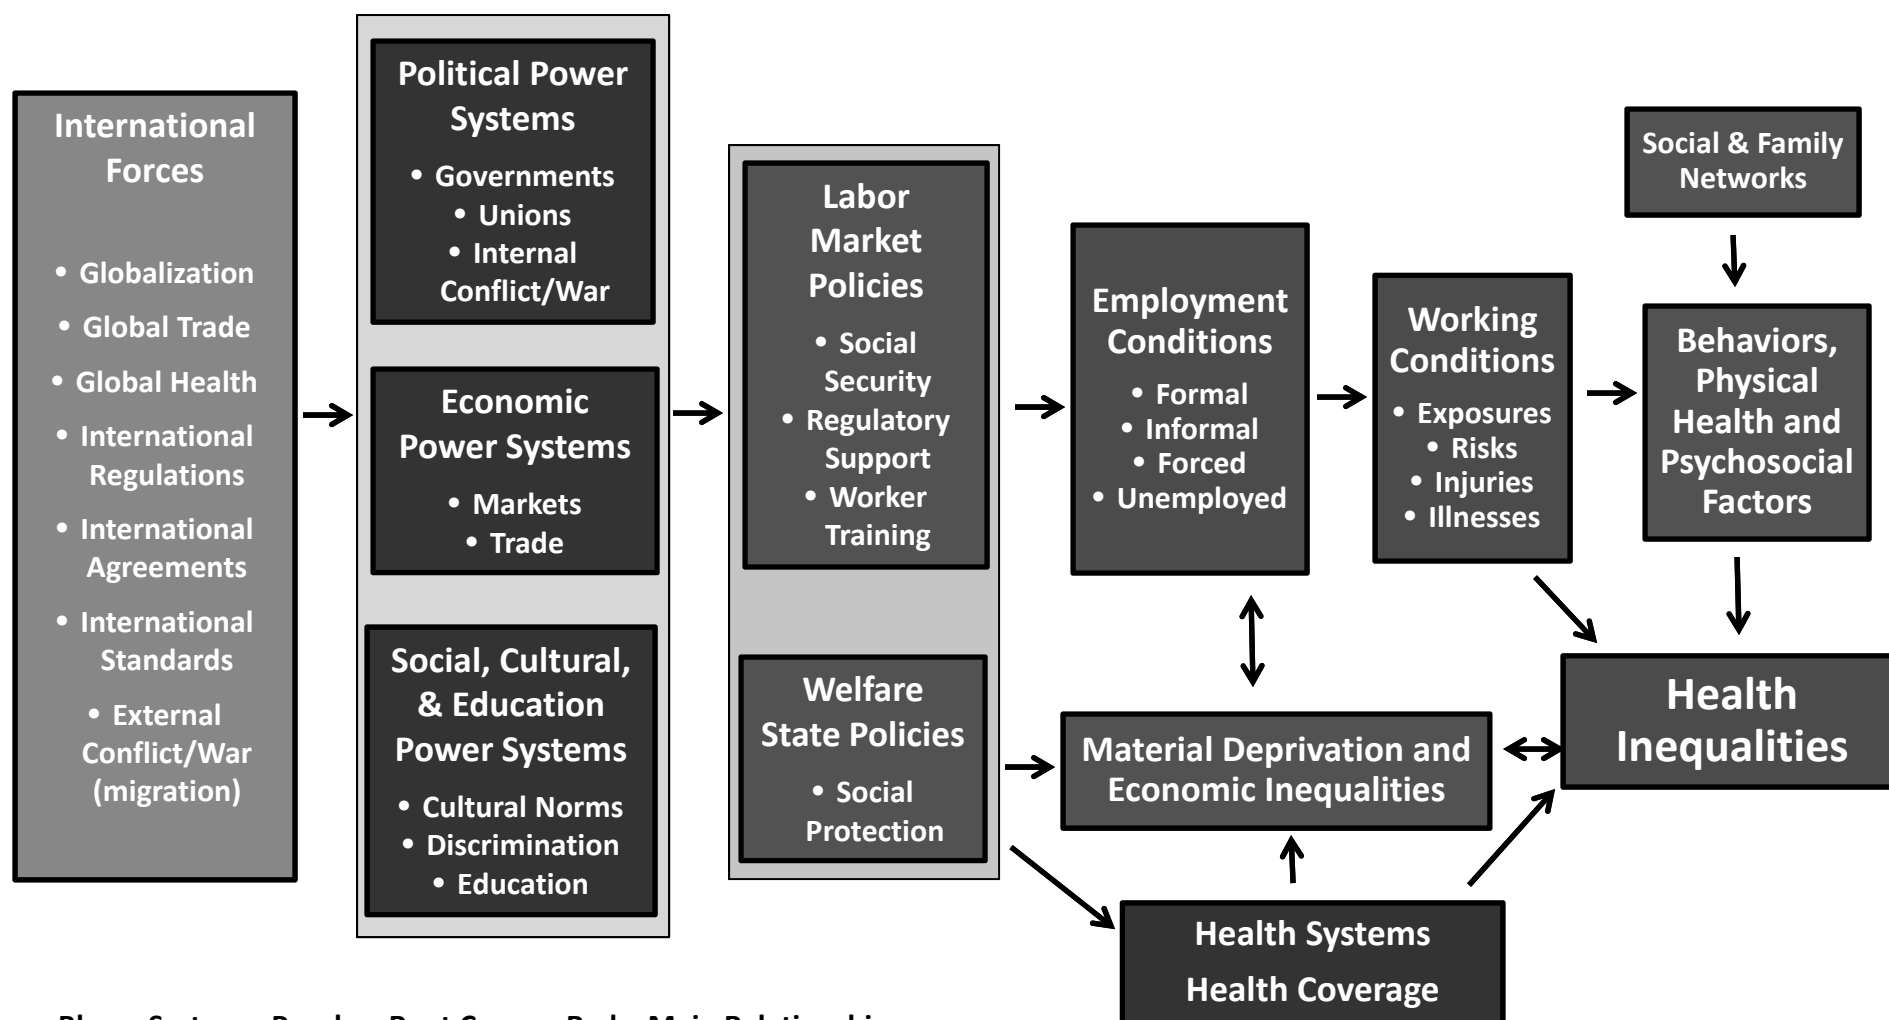 International
Forces
• Globalization
• Global Trade
• Global Health
• International
Regulations
• International
Agreements
• International
Standards
• External
Conflict/War
(migration)
Political Power
Systems
• Governments
• Unions
• Internal
Conflict/War
Economic
Power Systems
• Markets
• Trade
Social, Cultural,
& Education
Power Systems
• Cultural Norms
• Discrimination
• Education
Labor
Market
Policies
• Social
Security
• Regulatory
Support
• Worker
Training
Welfare
State Policies
• Social
Protection
Employment
Conditions
• Formal
• Informal
• Forced
• Unemployed
Working
Conditions
• Exposures
• Risks
• Injuries
• Illnesses
Social & Family
Networks
Behaviors,
Physical
Health and
Psychosocial
Factors
Health
Inequalities
Material Deprivation and
Economic Inequalities
Health Systems
Health Coverage